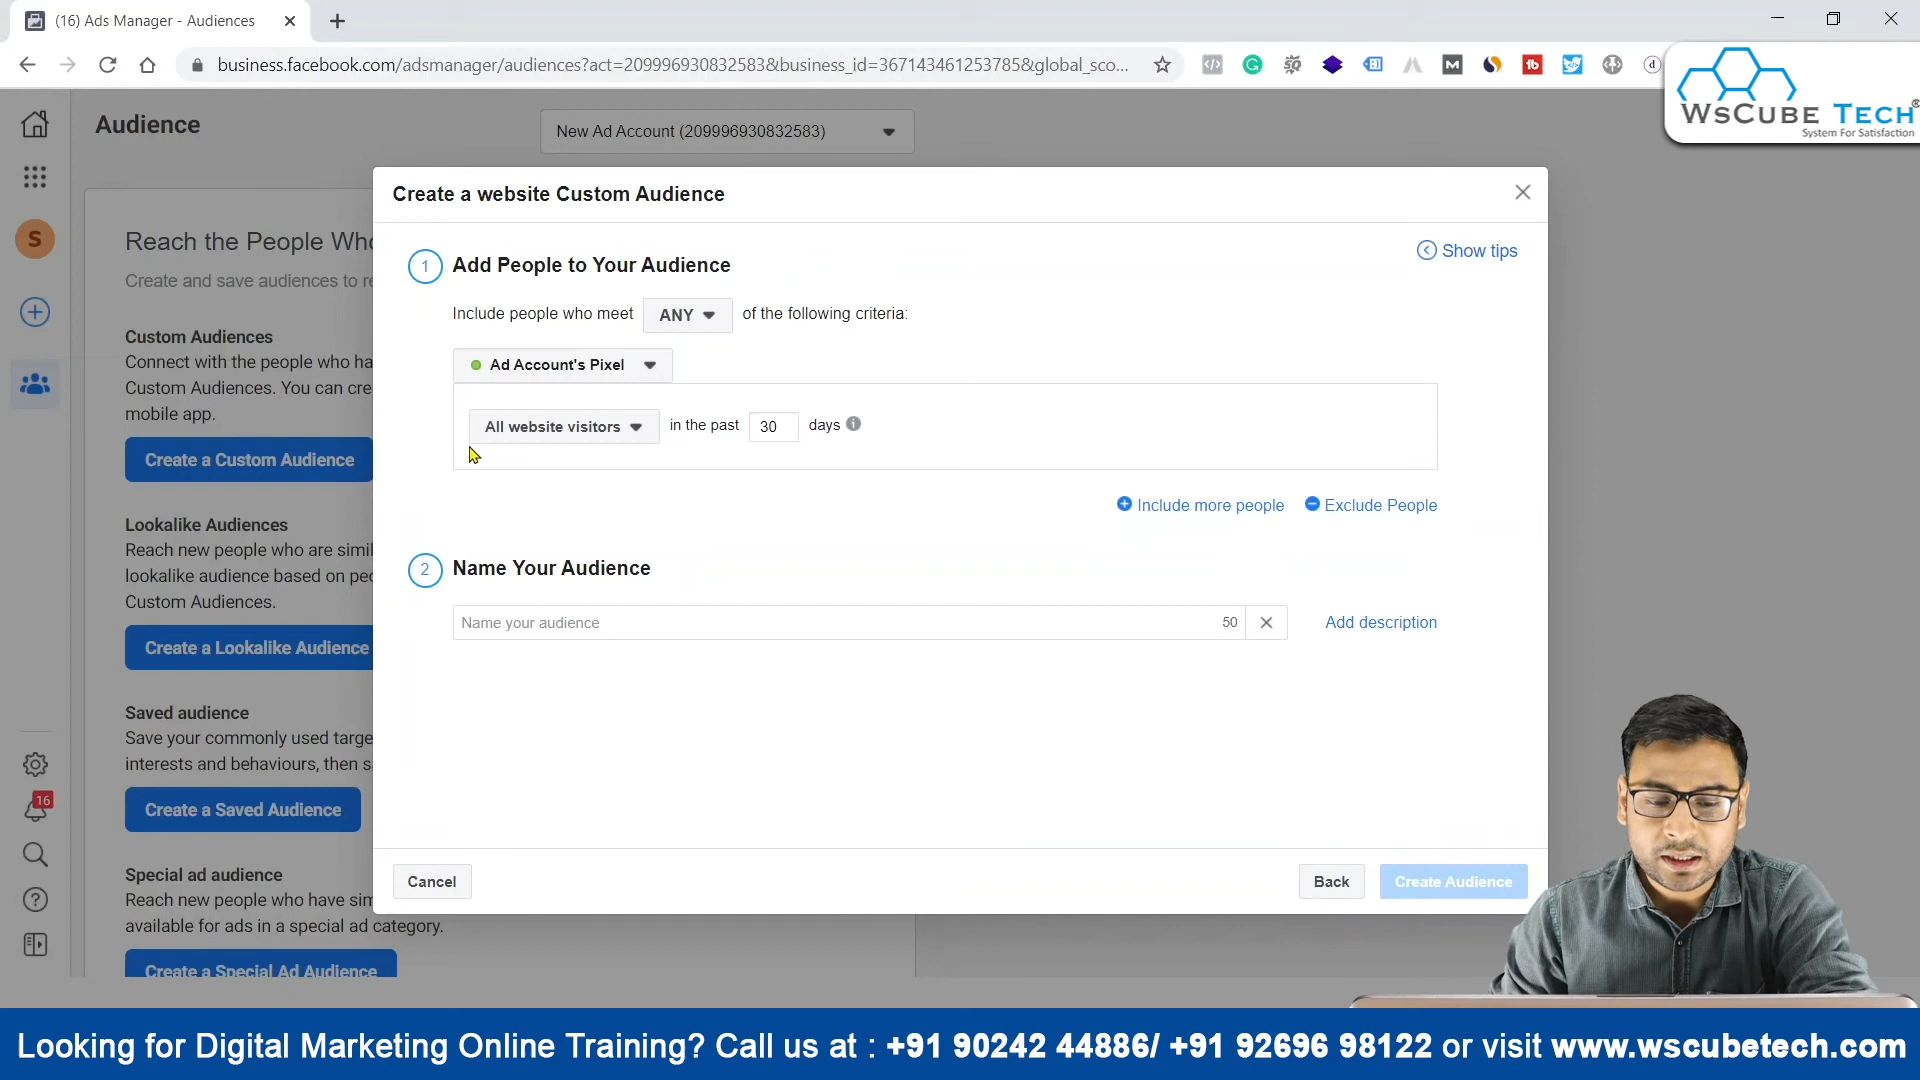 (16) Ads Manager - Audiences
business.facebook.com/adsmanager/audiences?act=209996930832583&business_id=367143461253785&global_sco...
WsCube Tech®
System For Satisfaction
Audience
New Ad Account (209996930832583)
S
16
Reach the People Who
Create and save audiences to re
Custom Audiences
Connect with the people who ha
Custom Audiences. You can cre
mobile app.
Create a Custom Audience
Lookalike Audiences
Reach new people who are simil
lookalike audience based on peo
Custom Audiences.
Create a Lookalike Audience
Saved audience
Save your commonly used targe
interests and behaviours, then s
Create a Saved Audience
Special ad audience
Reach new people who have sim
available for ads in a special ad category.
Create a Special Ad Audience
Create a website Custom Audience
Show tips
1 Add People to Your Audience
Include people who meet ANY of the following criteria:
Ad Account's Pixel
All website visitors in the past 30 days
Include more people Exclude People
2 Name Your Audience
Name your audience 50 Add description
Cancel Back Create Audience
Looking for Digital Marketing Online Training? Call us at : +91 90242 44886/ +91 92696 98122 or visit www.wscubetech.com